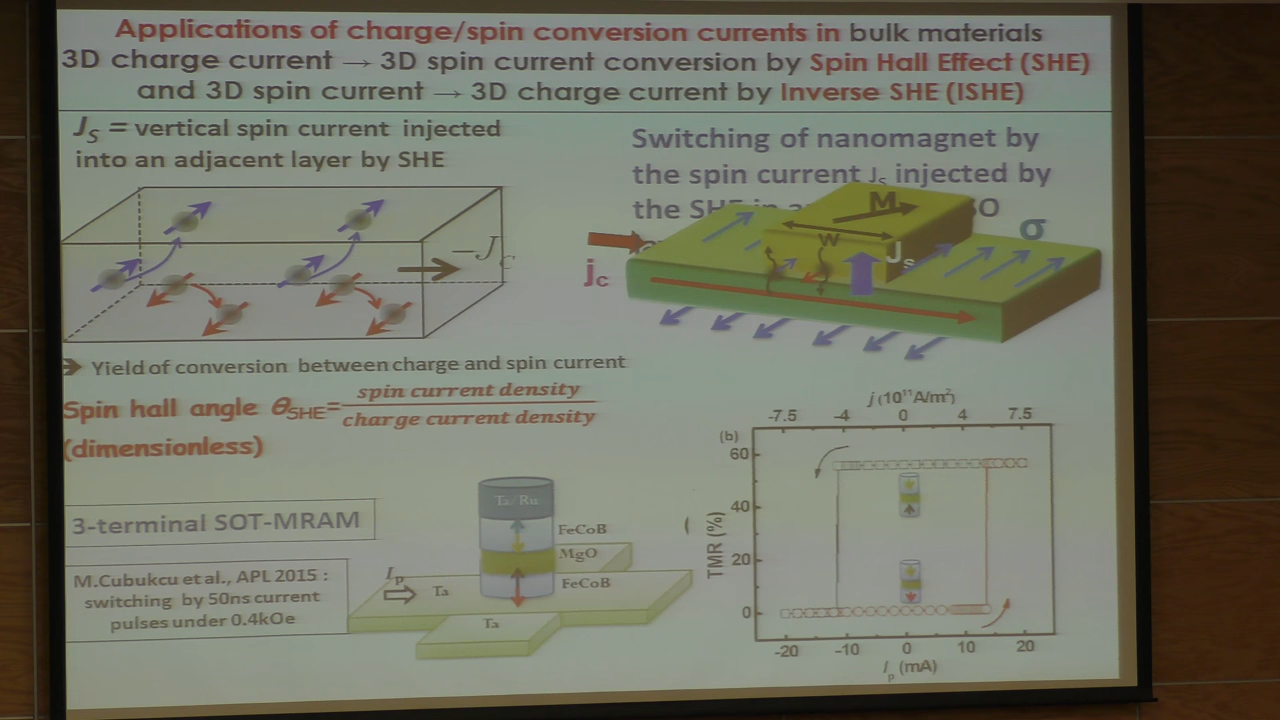 Applications of charge/spin conversion currents in bulk materials
3D charge current → 3D spin current conversion by Spin Hall Effect (SHE)
and 3D spin current → 3D charge current by Inverse SHE (ISHE)
J_S = vertical spin current injected
into an adjacent layer by SHE
Switching of nanomagnet by
the spin current J_s injected by
the SHE in a
M
W
J_s
σ
j_C
-J_C
➔ Yield of conversion between charge and spin current
Spin hall angle θ_SHE= spin current density
charge current density
(dimensionless)
3-terminal SOT-MRAM
M.Cubukcu et al., APL 2015 :
switching by 50ns current
pulses under 0.4kOe
Ta/Ru
FeCoB
MgO
FeCoB
I_p
Ta
Ta
j (10¹¹A/m²)
-7.5 -4 0 4 7.5
(b)
TMR (%)
60
40
20
0
-20 -10 0 10 20
I_p (mA)